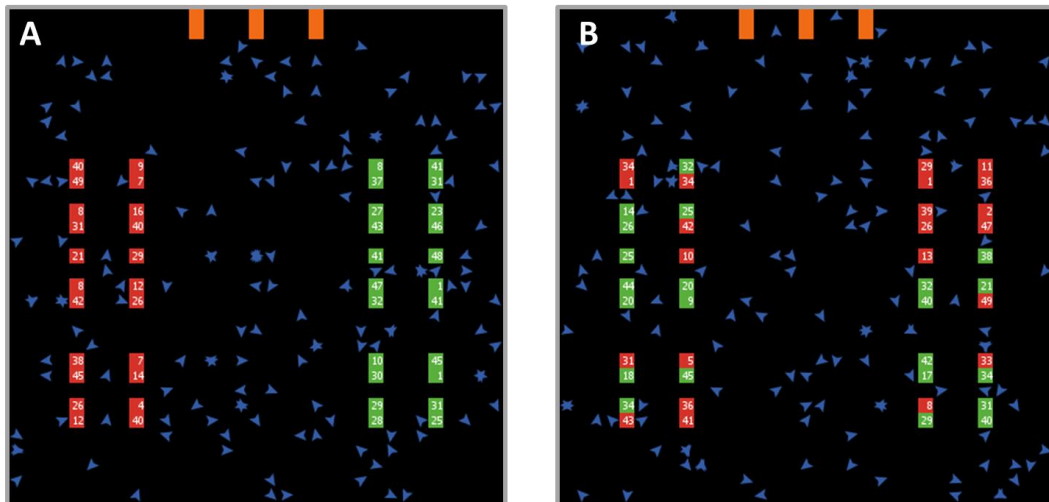 A B
40 9 8 41 34 32 29 11
49 7 37 31 1 34 1 36
8 16 27 23 14 25 39 2
31 40 43 46 26 42 26 47
21 29 41 48 25 10 13 38
8 12 47 1 44 20 32 21
42 26 32 41 20 9 40 49
38 7 10 45 31 5 42 33
45 14 30 1 18 45 17 34
26 4 29 31 34 36 8 31
12 40 28 25 43 41 29 40